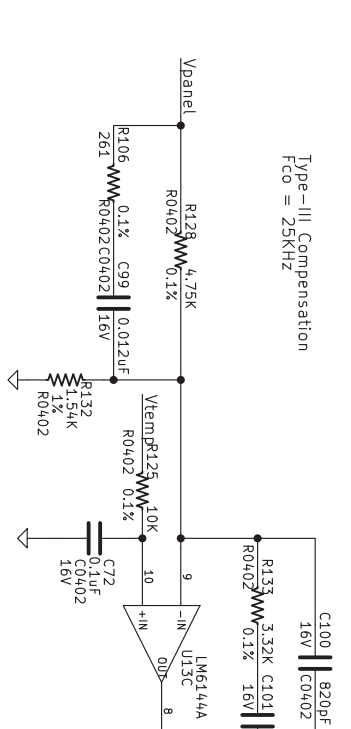 Type-III Compensation
Fco = 25KHz
Vpanel
R106
261
0.1%
R0402
C99
0.012uF
C0402
16V
R128
4.75K
R0402
0.1%
R132
1.54K
1%
R0402
Vtemp
R125
10K
R0402
0.1%
C72
0.1uF
C0402
16V
10
9
+IN
-IN
OUT
8
LM6144A
U13C
R133
3.32K
R0402
0.1%
C101
16V
C100
820pF
16V
C0402